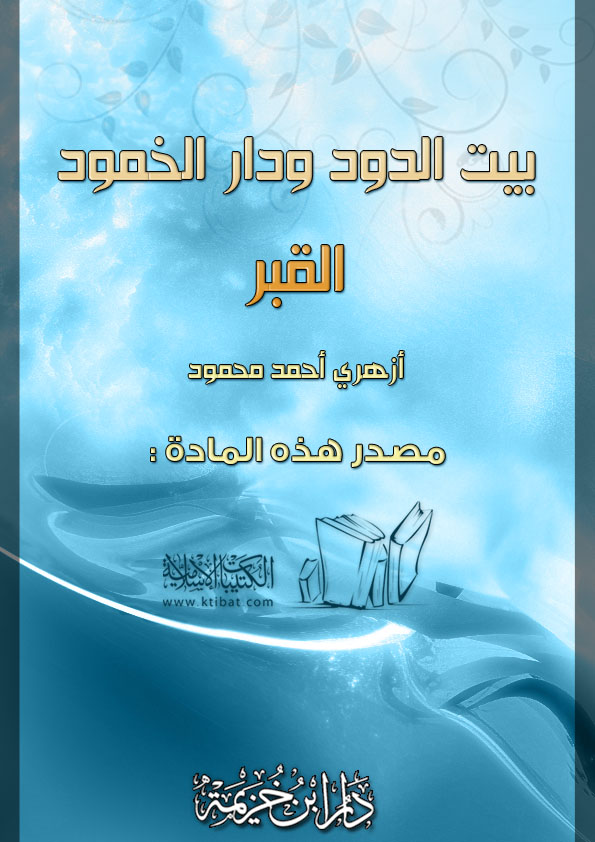 بيت الدود ودار الخمود
القبر
أزهري أحمد محمود
مصدر هذه المادة :
الكتيبات الإسلامية
www.ktibat.com
دار ابن خزيمة